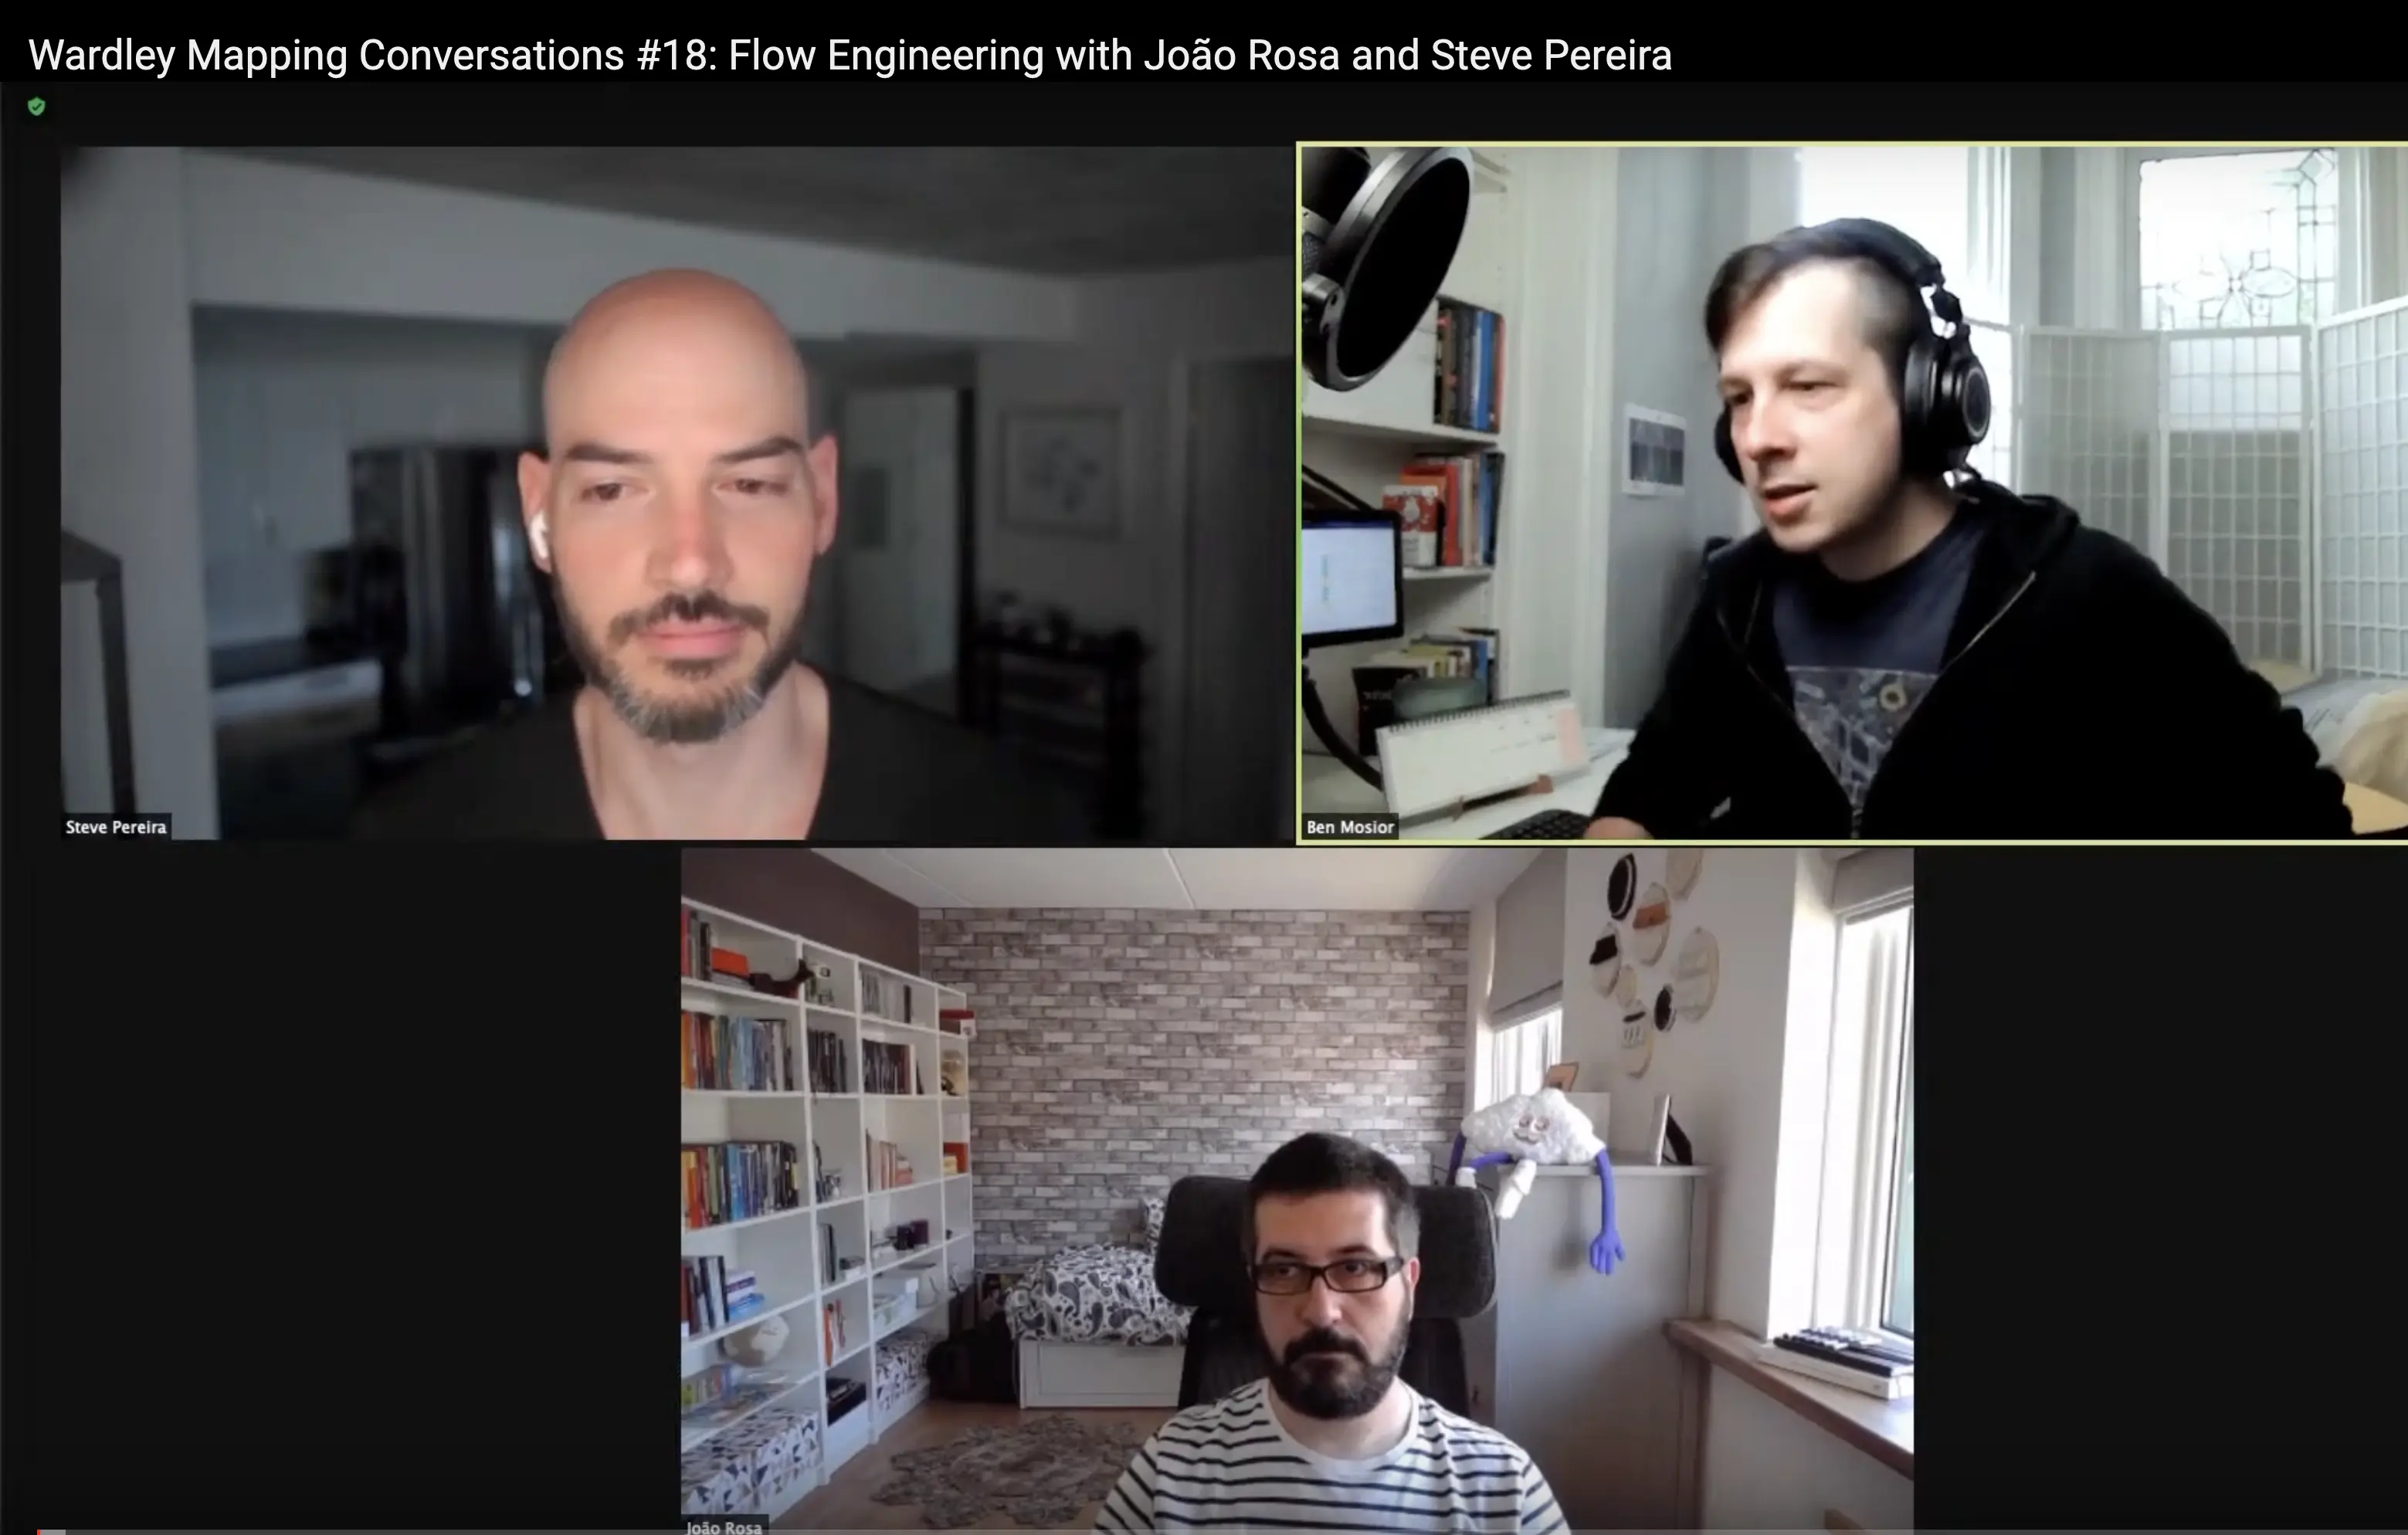 Wardley Mapping Conversations #18: Flow Engineering with João Rosa and Steve Pereira
Steve Pereira
Ben Mosior
João Rosa